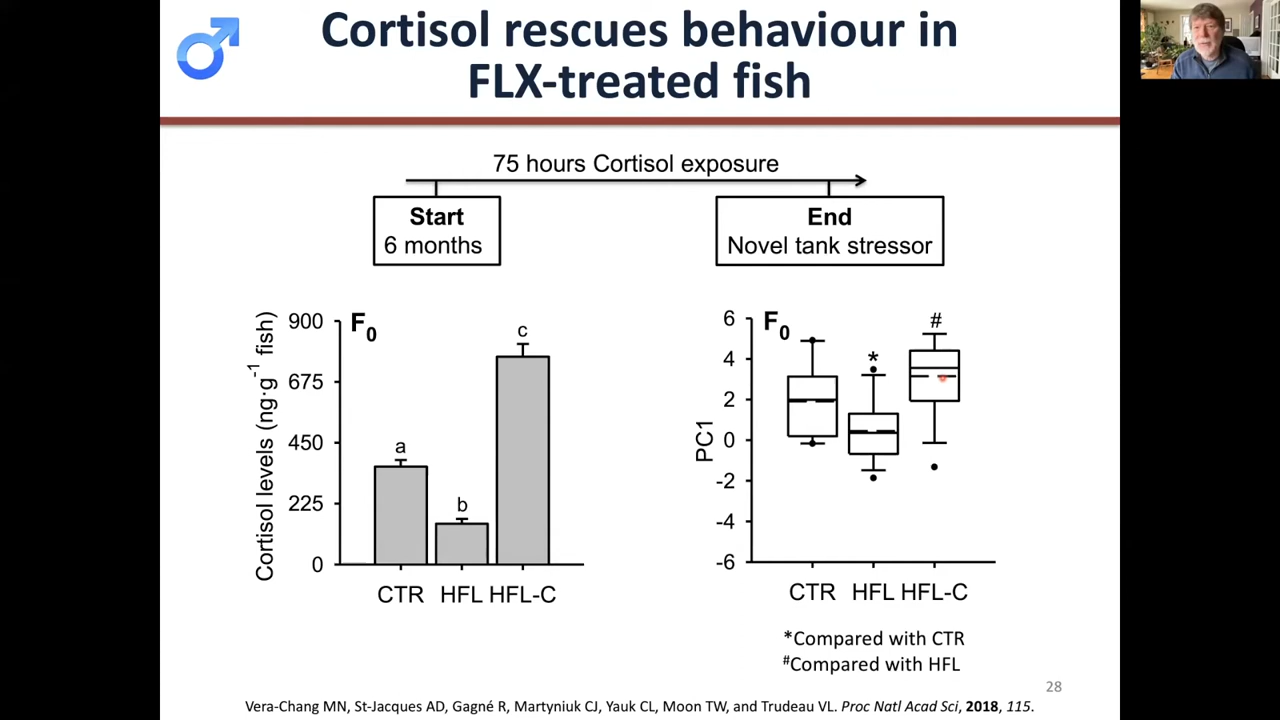 Cortisol rescues behaviour in
FLX-treated fish
75 hours Cortisol exposure
Start
6 months
End
Novel tank stressor
F0
Cortisol levels (ng·g-1 fish)
900
675
450
225
0
a
b
c
CTR HFL HFL-C
F0
PC1
6
4
2
0
-2
-4
-6
*
#
CTR HFL HFL-C
*Compared with CTR
#Compared with HFL
28
Vera-Chang MN, St-Jacques AD, Gagné R, Martyniuk CJ, Yauk CL, Moon TW, and Trudeau VL. Proc Natl Acad Sci, 2018, 115.